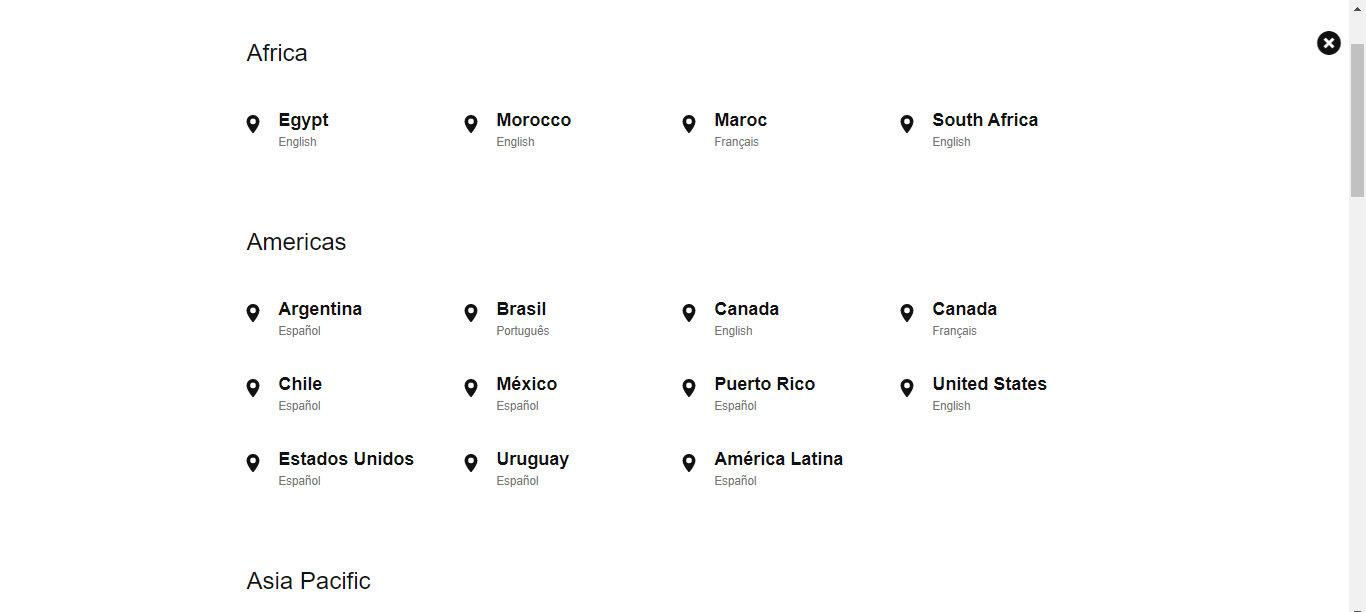 Africa
Egypt
English
Morocco
English
Maroc
Français
South Africa
English
Americas
Argentina
Español
Brasil
Português
Canada
English
Canada
Français
Chile
Español
México
Español
Puerto Rico
Español
United States
English
Estados Unidos
Español
Uruguay
Español
América Latina
Español
Asia Pacific